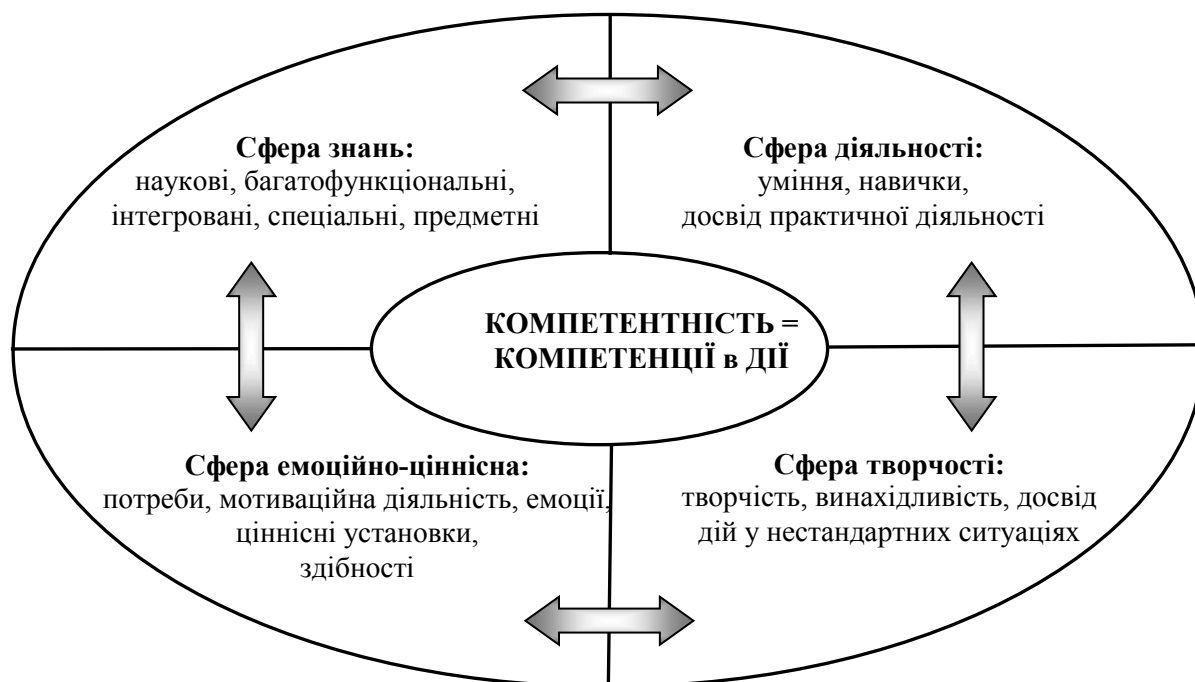 Сфера знань:
наукові, багатофункціональні,
інтегровані, спеціальні, предметні
Сфера діяльності:
уміння, навички,
досвід практичної діяльності
КОМПЕТЕНТНІСТЬ =
КОМПЕТЕНЦІЇ в ДІЇ
Сфера емоційно-ціннісна:
потреби, мотиваційна діяльність, емоції,
ціннісні установки,
здібності
Сфера творчості:
творчість, винахідливість, досвід
дій у нестандартних ситуаціях